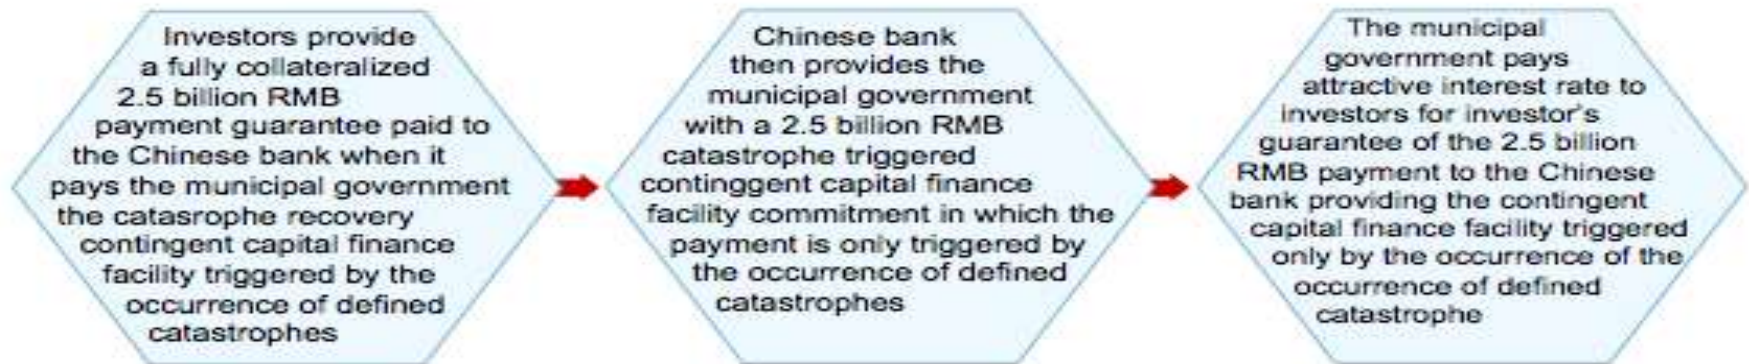 Investors provide
a fully collateralized
2.5 billion RMB
payment guarantee paid to
the Chinese bank when it
pays the municipal government
the catasrophe recovery
contingent capital finance
facility triggered by the
occurrence of defined
catastrophes
Chinese bank
then provides the
municipal government
with a 2.5 billion RMB
catastrophe triggered
continggent capital finance
facility commitment in which the
payment is only triggered by
the occurrence of defined
catastrophes
The municipal
government pays
attractive interest rate to
investors for investor's
guarantee of the 2.5 billion
RMB payment to the Chinese
bank providing the contingent
capital finance facility triggered
only by the occurrence of the
occurrence of defined
catastrophe